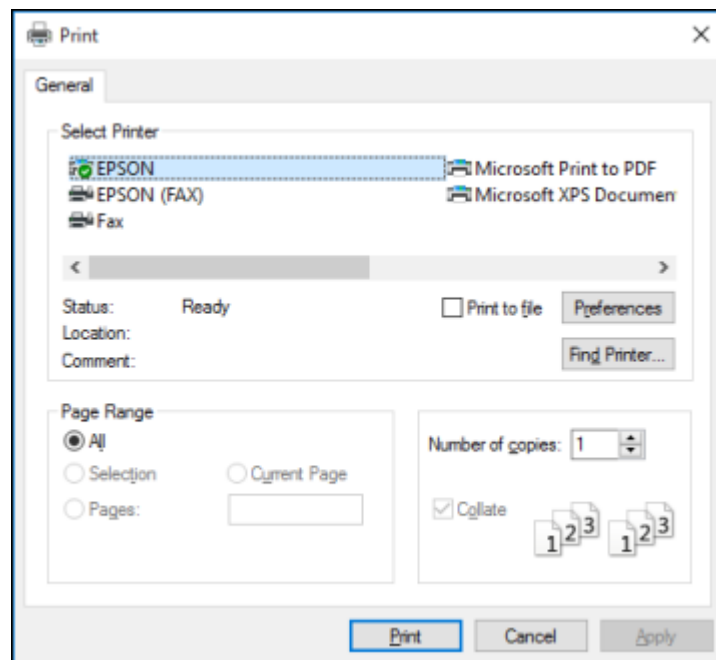 Print
General
Select Printer
EPSON Microsoft Print to PDF
EPSON (FAX) Microsoft XPS Documen
Fax
Status: Ready Print to file Preferences
Location:
Comment: Find Printer...
Page Range
All Number of copies: 1
Selection Current Page
Pages: Collate
1 2 3 1 2 3
Print Cancel Apply